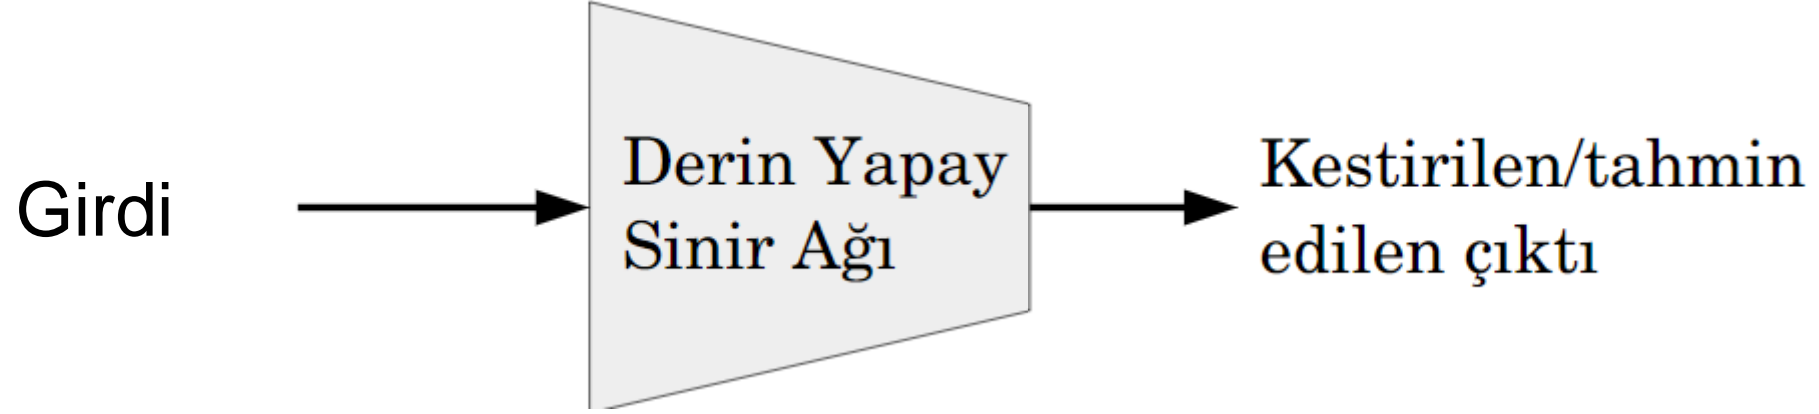 Girdi
Derin Yapay
Sinir Ağı
Kestirilen/tahmin
edilen çıktı